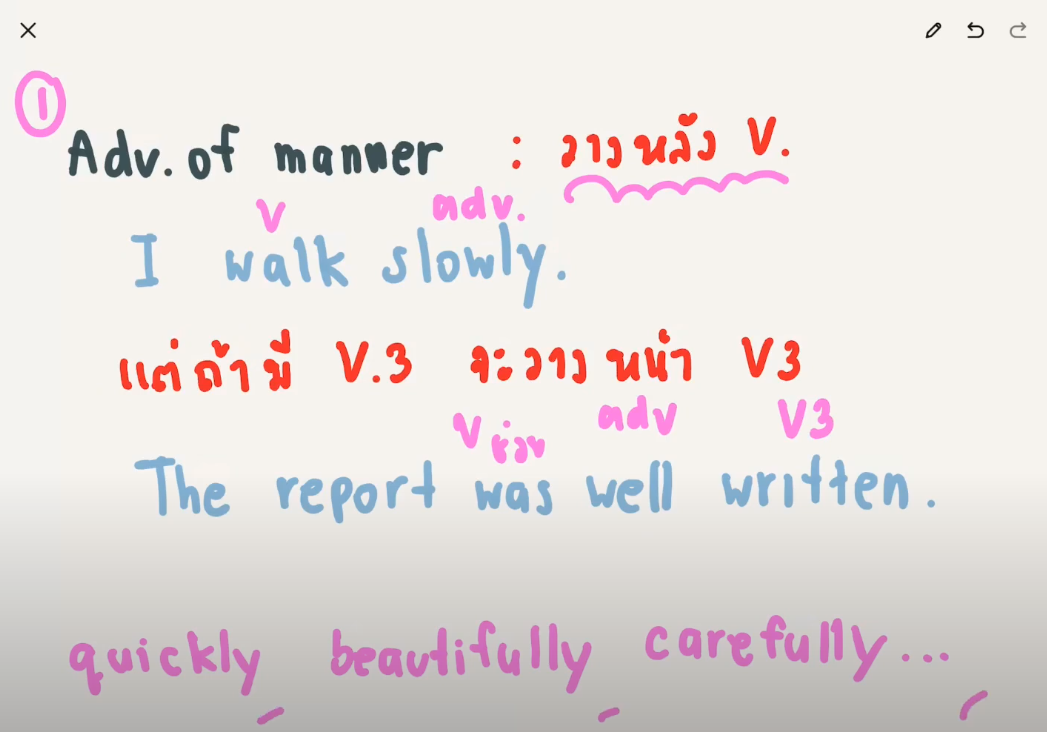 1
Adv. of manner : วางหลัง V.
V adv.
I walk slowly.
แต่ถ้ามี V.3 จะวางหน้า V3
V ช่วย adv V3
The report was well written.
quickly beautifully carefully...